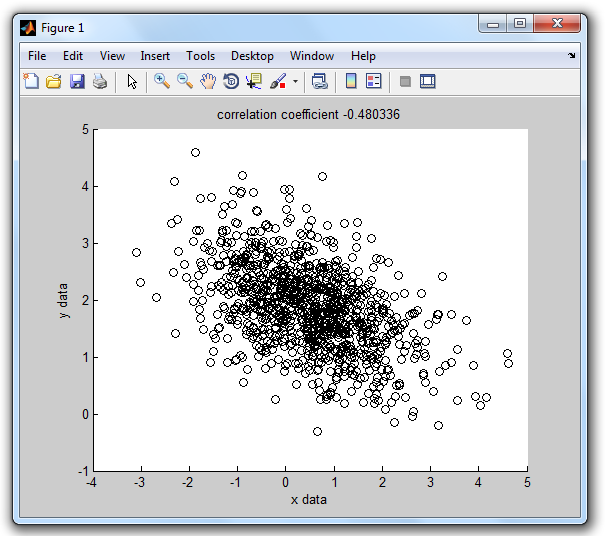 Figure 1
File Edit View Insert Tools Desktop Window Help
correlation coefficient -0.480336
5
4
3
2
1
0
-1
y data
-4 -3 -2 -1 0 1 2 3 4 5
x data